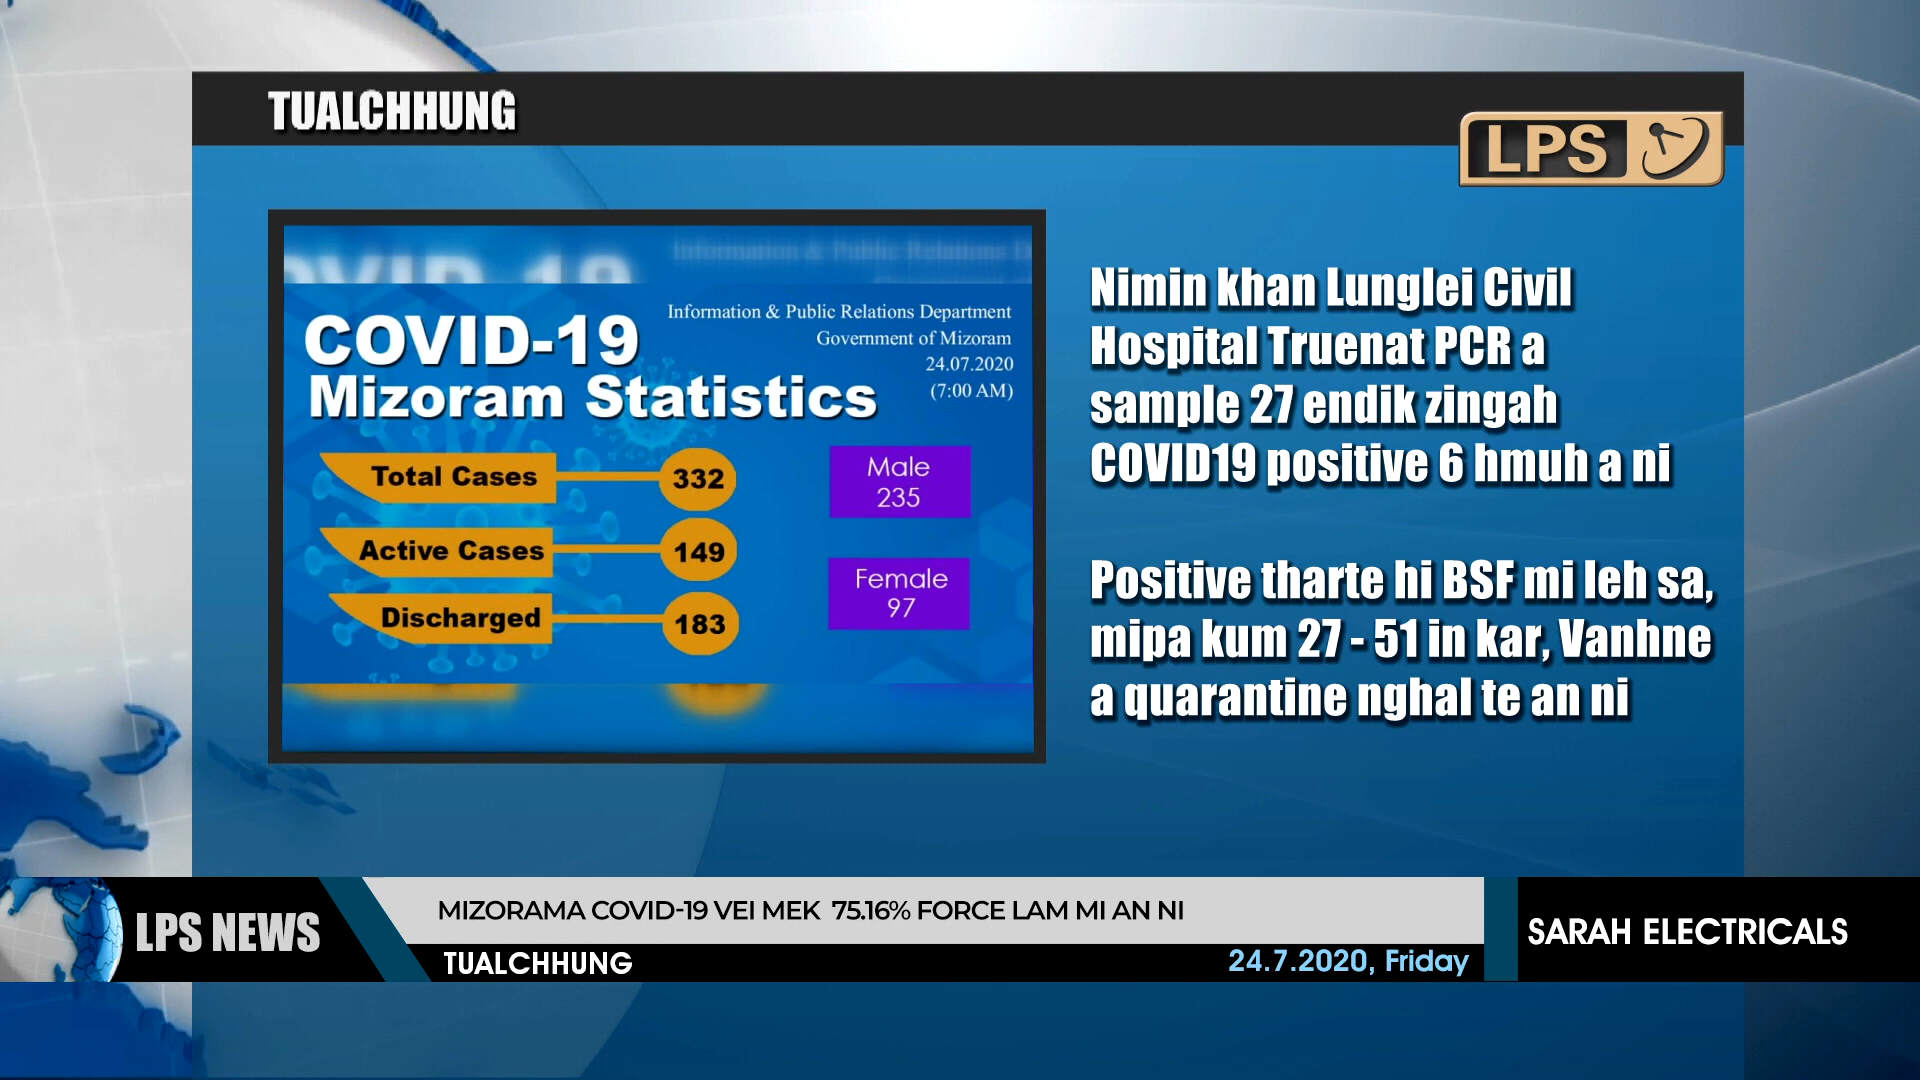 TUALCHHUNG
LPS
Information & Public Relations Department
Government of Mizoram
24.07.2020
(7:00 AM)
COVID-19
Mizoram Statistics
Total Cases 332
Active Cases 149
Discharged 183
Male
235
Female
97
Nimin khan Lunglei Civil
Hospital Truenat PCR a
sample 27 endik zingah
COVID19 positive 6 hmuh a ni
Positive tharte hi BSF mi leh sa,
mipa kum 27 - 51 in kar, Vanhne
a quarantine nghal te an ni
LPS NEWS
MIZORAMA COVID-19 VEI MEK 75.16% FORCE LAM MI AN NI
TUALCHHUNG
24.7.2020, Friday
SARAH ELECTRICALS